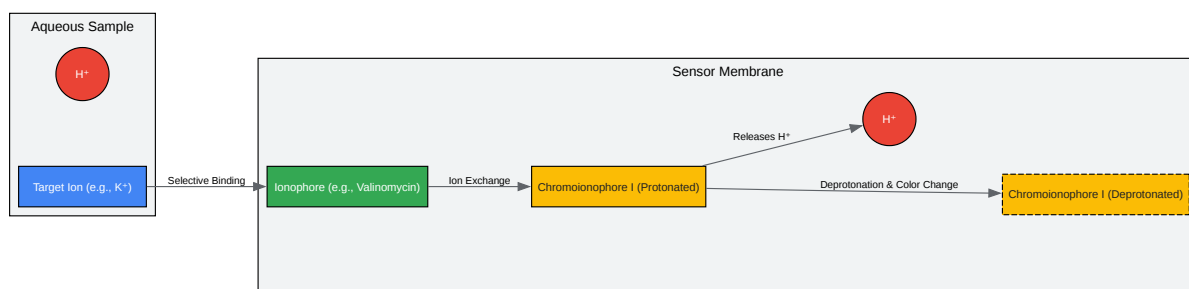 Aqueous Sample
H⁺
Target Ion (e.g., K⁺)
Selective Binding
Sensor Membrane
Ionophore (e.g., Valinomycin)
Ion Exchange
Chromoionophore I (Protonated)
Releases H⁺
H⁺
Deprotonation & Color Change
Chromoionophore I (Deprotonated)